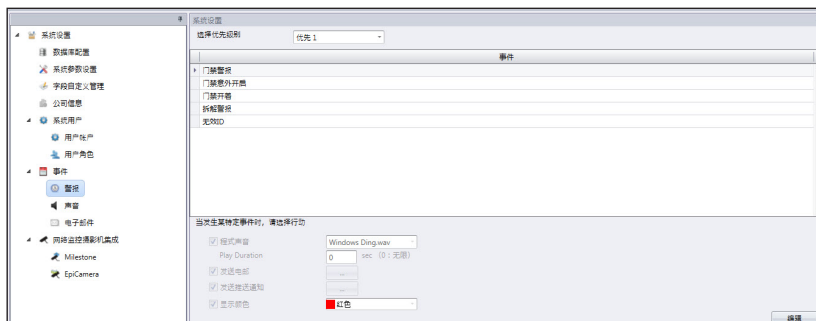 系统设置
数据库配置
系统参数设置
字段自定义管理
公司信息
系统用户
用户帐户
用户角色
事件
警报
声音
电子邮件
网络监控摄影机集成
Milestone
EpiCamera
系统设置
选择优先级别 优先 1
事件
门禁警报
门禁意外开启
门禁开着
拆解警报
无效ID
当发生某特定事件时，请选择行动
程式声音 Windows Ding.wav
Play Duration 0 sec（0：无限）
发送电邮 ...
发送推送通知 ...
显示颜色 红色
编辑